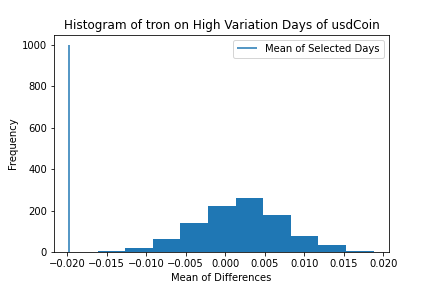 Histogram of tron on High Variation Days of usdCoin
Mean of Selected Days
1000
800
600
400
200
0
Frequency
−0.020 −0.015 −0.010 −0.005 0.000 0.005 0.010 0.015 0.020
Mean of Differences